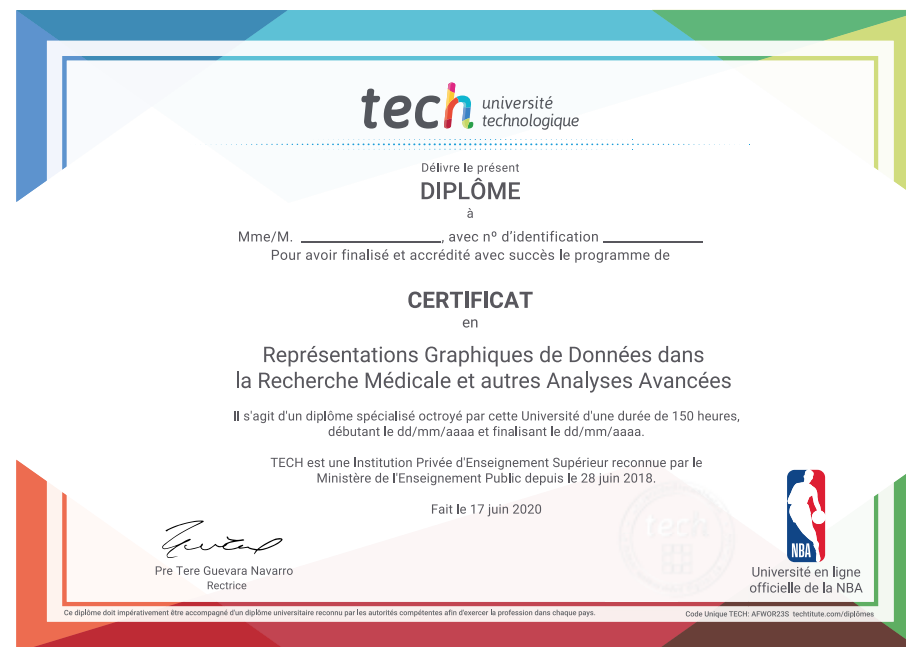 tech université
technologique
Délivre le présent
DIPLÔME
à
Mme/M. ____________________, avec nº d'identification ______________
Pour avoir finalisé et accrédité avec succès le programme de
CERTIFICAT
en
Représentations Graphiques de Données dans
la Recherche Médicale et autres Analyses Avancées
Il s'agit d'un diplôme spécialisé octroyé par cette Université d'une durée de 150 heures,
débutant le dd/mm/aaaa et finalisant le dd/mm/aaaa.
TECH est une Institution Privée d'Enseignement Supérieur reconnue par le
Ministère de l'Enseignement Public depuis le 28 juin 2018.
Fait le 17 juin 2020
tech
NBA
Pre Tere Guevara Navarro
Rectrice
Université en ligne
officielle de la NBA
Ce diplôme doit impérativement être accompagné d'un diplôme universitaire reconnu par les autorités compétentes afin d'exercer la profession dans chaque pays.
Code Unique TECH: AFWOR23S techtitute.com/diplômes